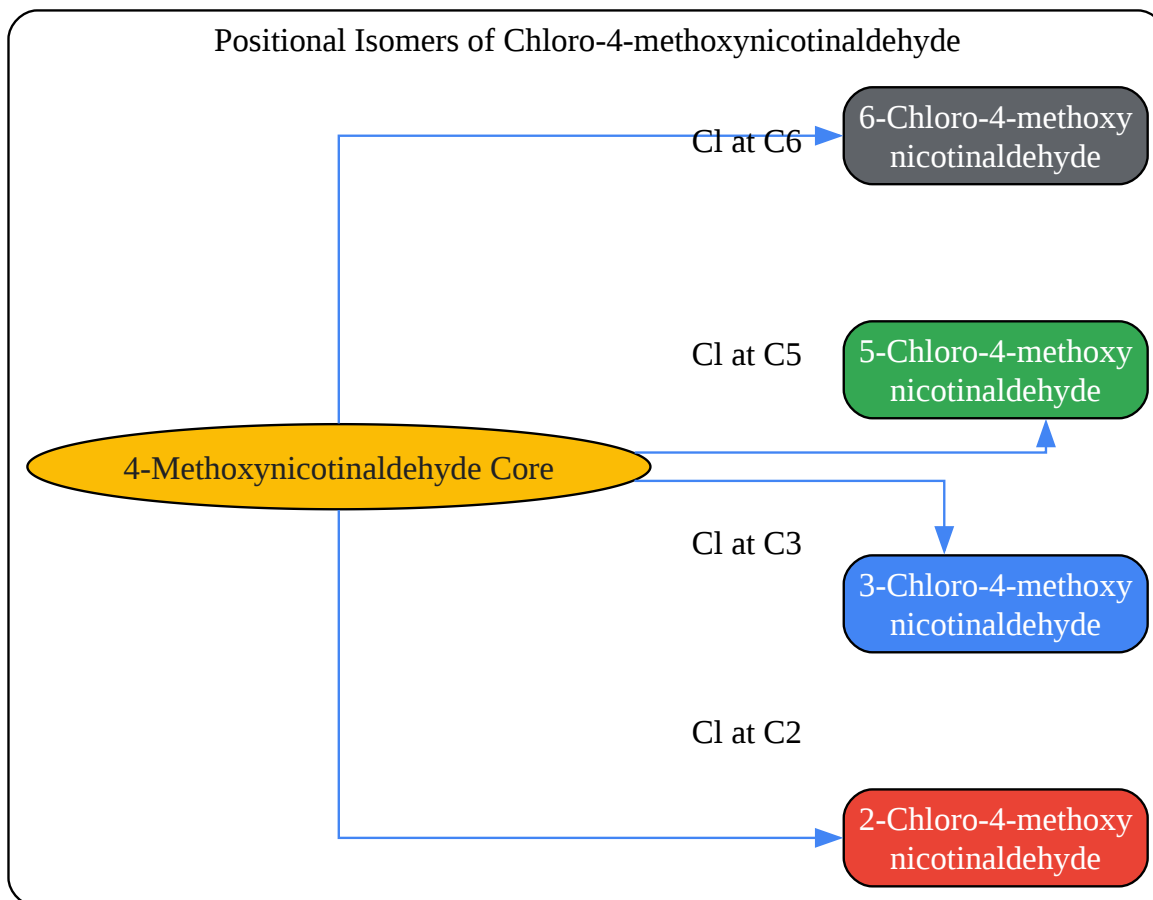 Positional Isomers of Chloro-4-methoxynicotinaldehyde
Cl at C6
6-Chloro-4-methoxy
nicotinaldehyde
Cl at C5
5-Chloro-4-methoxy
nicotinaldehyde
4-Methoxynicotinaldehyde Core
Cl at C3
3-Chloro-4-methoxy
nicotinaldehyde
Cl at C2
2-Chloro-4-methoxy
nicotinaldehyde